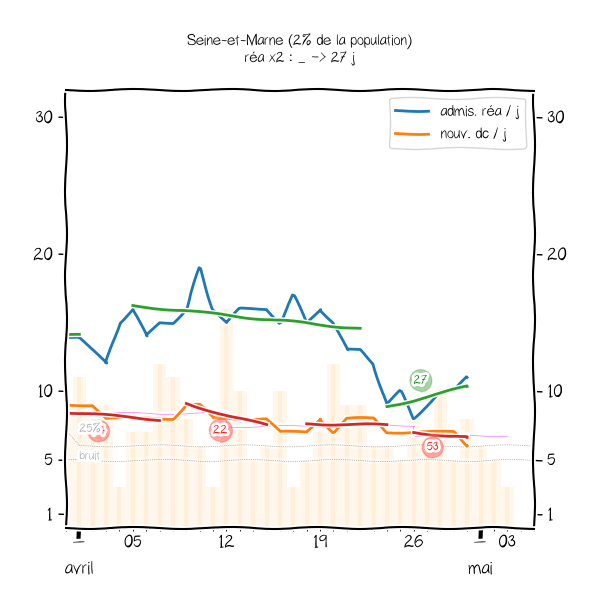 Seine-et-Marne (2% de la population)
réa x2 : _ -> 27 j
admis. réa / j
nouv. dc / j
30
30
20
20
10
10
5
5
1
1
27
25%
22
53
bruit
05
12
19
26
03
avril
mai